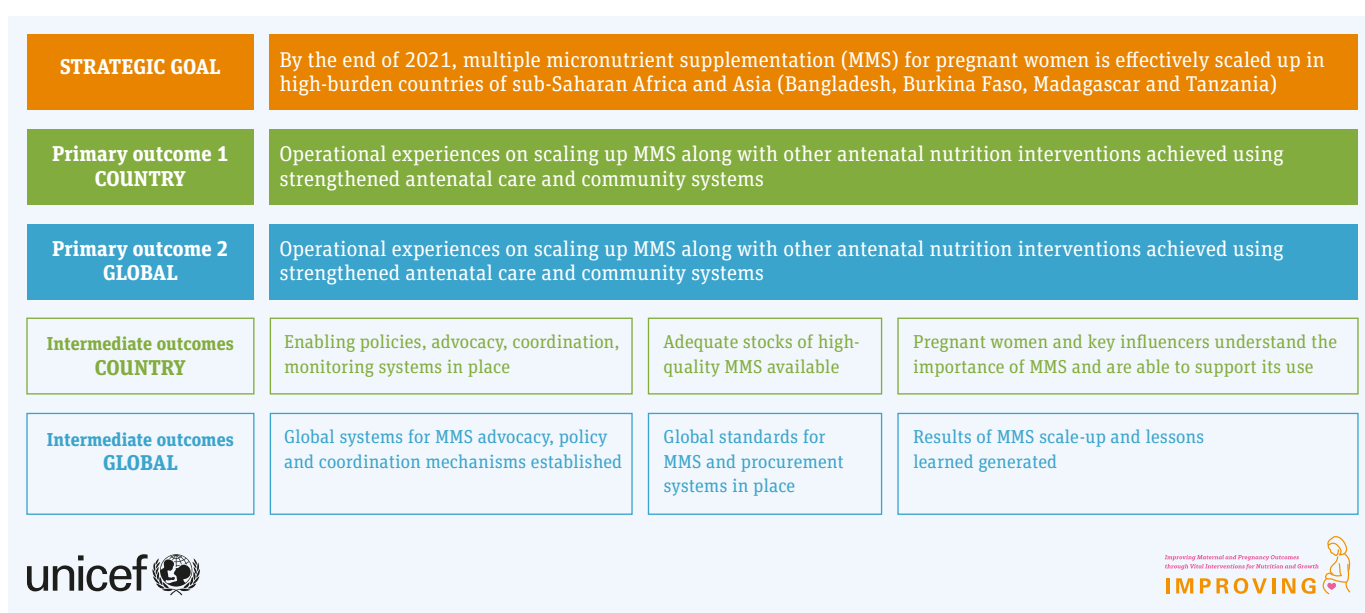 STRATEGIC GOAL
By the end of 2021, multiple micronutrient supplementation (MMS) for pregnant women is effectively scaled up in
high-burden countries of sub-Saharan Africa and Asia (Bangladesh, Burkina Faso, Madagascar and Tanzania)
Primary outcome 1
COUNTRY
Operational experiences on scaling up MMS along with other antenatal nutrition interventions achieved using
strengthened antenatal care and community systems
Primary outcome 2
GLOBAL
Operational experiences on scaling up MMS along with other antenatal nutrition interventions achieved using
strengthened antenatal care and community systems
Intermediate outcomes
COUNTRY
Enabling policies, advocacy, coordination,
monitoring systems in place
Adequate stocks of high-
quality MMS available
Pregnant women and key influencers understand the
importance of MMS and are able to support its use
Intermediate outcomes
GLOBAL
Global systems for MMS advocacy, policy
and coordination mechanisms established
Global standards for
MMS and procurement
systems in place
Results of MMS scale-up and lessons
learned generated
unicef
Improving Maternal and Pregnancy Outcomes
through Vital Interventions for Nutrition and Growth
IMPROVING